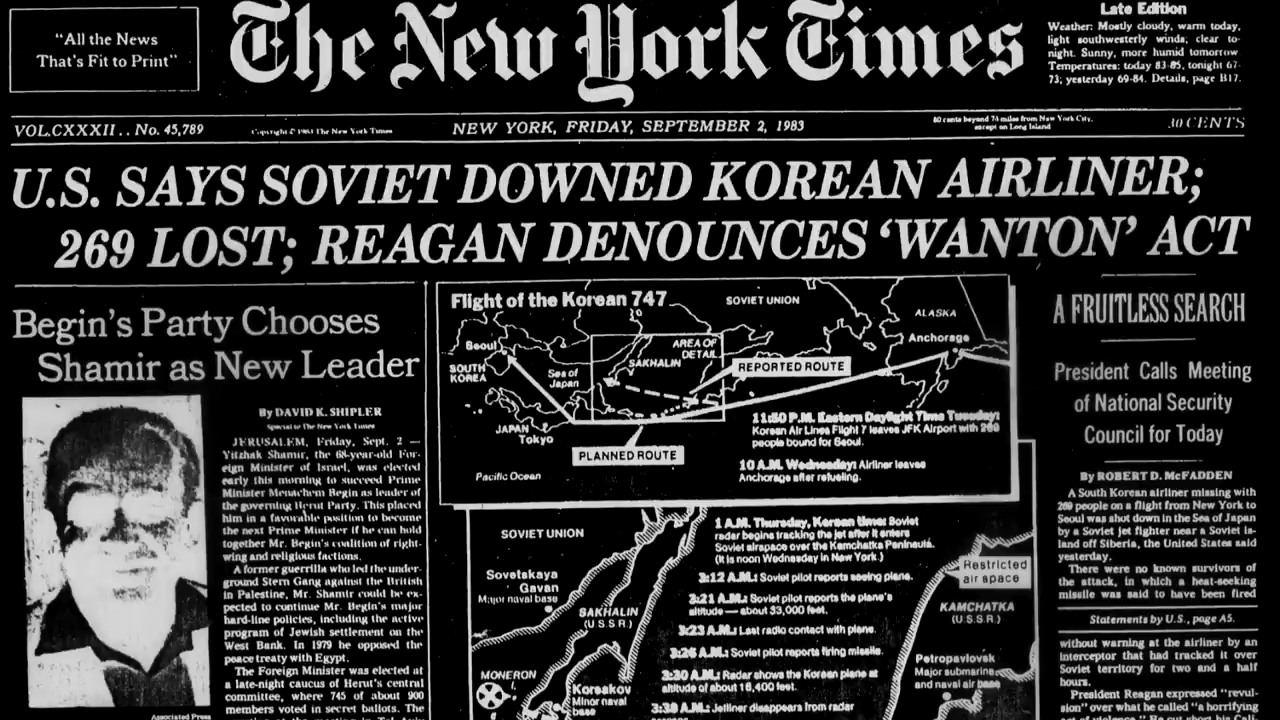 "All the News
That's Fit to Print"
The New York Times
Late Edition
Weather: Mostly cloudy, warm today,
light southwesterly winds; clear to-
night. Sunny, more humid tomorrow
Temperatures: today 83-85, tonight 67-
73; yesterday 69-84. Details, page B17.
VOL.CXXXII . . No. 45,789
Copyright © 1983 The New York Times
NEW YORK, FRIDAY, SEPTEMBER 2, 1983
except on Long Island
30 CENTS
U.S. SAYS SOVIET DOWNED KOREAN AIRLINER;
269 LOST; REAGAN DENOUNCES 'WANTON' ACT
Begin's Party Chooses
Shamir as New Leader
By DAVID K. SHIPLER
Special to The New York Times
JERUSALEM, Friday, Sept. 2 —
Yitzhak Shamir, the 68-year-old For-
eign Minister of Israel, was elected
early this morning to succeed Prime
Minister Menachem Begin as leader of
the governing Herut Party. This placed
him in a favorable position to become
the next Prime Minister if he can hold
together Mr. Begin's coalition of right-
wing and religious factions.
A former guerrilla who led the under-
ground Stern Gang against the British
in Palestine, Mr. Shamir could be ex-
pected to continue Mr. Begin's major
hard-line policies, including the active
program of Jewish settlement on the
West Bank. In 1979 he opposed the
peace treaty with Egypt.
The Foreign Minister was elected at
a late-night caucus of Herut's central
committee, where 745 of about 900
members voted in secret ballots. The
Associated Press
Flight of the Korean 747
SOVIET UNION
ALASKA
Anchorage
Seoul
SOUTH
KOREA
AREA OF
DETAIL
SAKHALIN
Sea of
Japan
REPORTED ROUTE
JAPAN
Tokyo
PLANNED ROUTE
Pacific Ocean
11:50 P.M. Eastern Daylight Time Tuesday:
Korean Air Lines Flight 7 leaves JFK Airport with 269
people bound for Seoul.
10 A.M. Wednesday: Airliner leaves
Anchorage after refueling.
SOVIET UNION
Sovetskaya
Gavan
Major naval base
SAKHALIN
(U.S.S.R.)
MONERON
Korsakov
Minor naval
base
1 A.M. Thursday, Korean time: Soviet
radar begins tracking the jet after it enters
Soviet airspace over the Kamchatka Peninsula.
(It is noon Wednesday in New York.)
3:12 A.M.: Soviet pilot reports seeing plane.
3:21 A.M.: Soviet pilot reports the plane's
altitude — about 33,000 feet.
3:23 A.M.: Last radio contact with plane.
3:26 A.M.: Soviet pilot reports firing missile.
3:30 A.M.: Radar shows the Korean plane at
altitude of about 16,400 feet.
3:38 A.M.: Jetliner disappears from radar
Restricted
air space
KAMCHATKA
(U.S.S.R.)
Petropavlovsk
Major submarine
and naval air base
A FRUITLESS SEARCH
President Calls Meeting
of National Security
Council for Today
By ROBERT D. McFADDEN
A South Korean airliner missing with
269 people on a flight from New York to
Seoul was shot down in the Sea of Japan
by a Soviet jet fighter near a Soviet is-
land off Siberia, the United States said
yesterday.
There were no known survivors of
the attack, in which a heat-seeking
missile was said to have been fired
Statements by U.S., page A5.
without warning at the airliner by an
interceptor that had tracked it over
Soviet territory for two and a half
hours.
President Reagan expressed "revul-
sion" over what he called "a horrifying